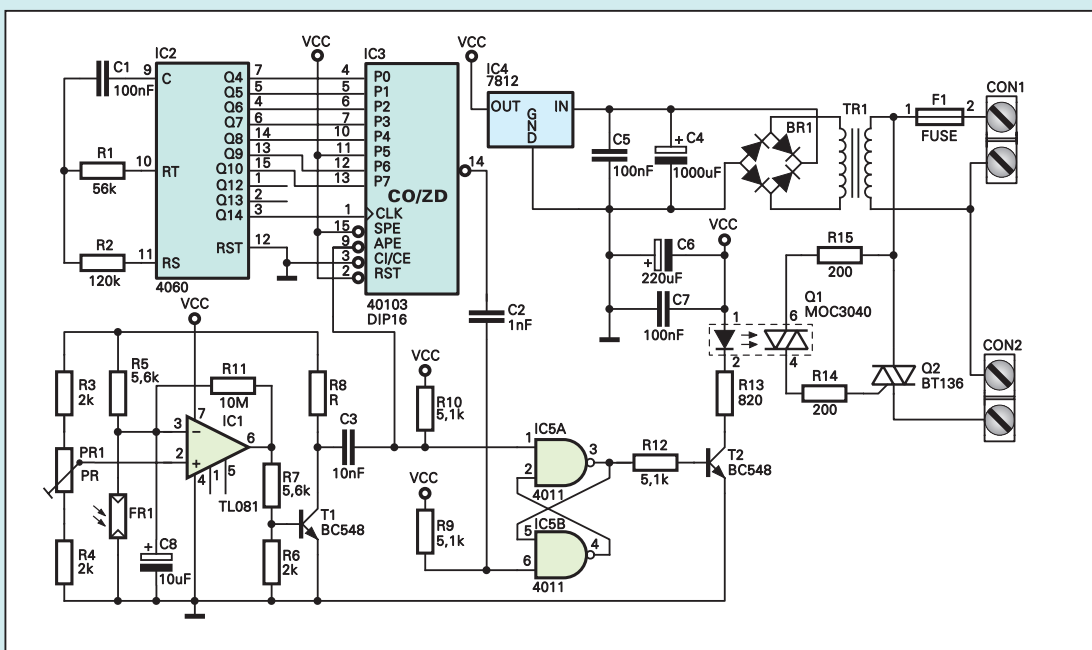 VCC
IC2
C1
100nF
9
C
Q4
7
Q5
5
Q6
4
Q7
6
Q8
14
Q9
13
Q10
15
Q12
1
Q13
2
Q14
3
R1
56k
10
RT
R2
120k
11
RS
RST
12
4060
IC3
4
P0
5
P1
6
P2
7
P3
10
P4
11
P5
12
P6
13
P7
CO/ZD
14
1
CLK
15
SPE
9
APE
3
CI/CE
2
RST
40103
DIP16
VCC
IC4
7812
OUT
GND
IN
C5
100nF
+
C4
1000uF
BR1
TR1
1
F1
2
FUSE
CON1
VCC
C6
+
220uF
C7
100nF
R15
200
Q1
MOC3040
1
6
2
4
R14
200
Q2
BT136
CON2
R13
820
C2
1nF
VCC
R3
2k
R5
5,6k
R11
10M
IC1
7
3
−
2
+
6
4
1
5
TL081
PR1
PR
FR1
R4
2k
+
C8
10uF
R7
5,6k
R6
2k
R8
R
T1
BC548
C3
10nF
VCC
R10
5,1k
VCC
R9
5,1k
IC5A
1
2
3
4011
IC5B
5
6
4
4011
R12
5,1k
T2
BC548